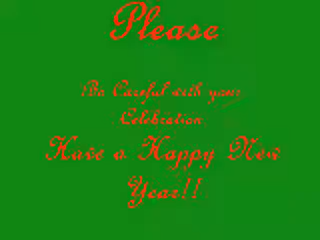 Please
Be Careful with your
Celebration.
Have a Happy New
Year!!